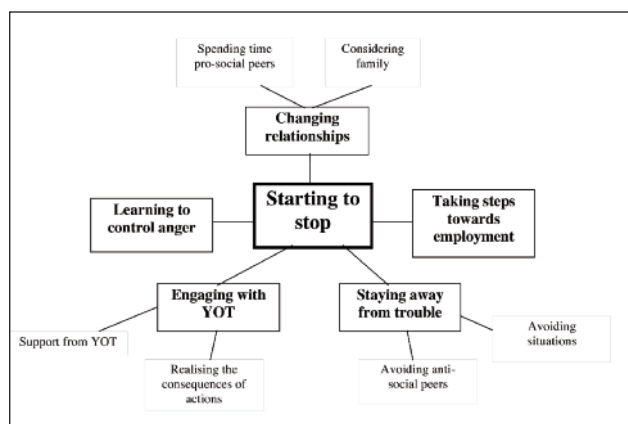 Spending time
pro-social peers
Considering
family
Changing
relationships
Learning to
control anger
Starting to
stop
Taking steps
towards
employment
Engaging with
YOT
Staying away
from trouble
Support from YOT
Realising the
consequences of
actions
Avoiding anti-
social peers
Avoiding
situations